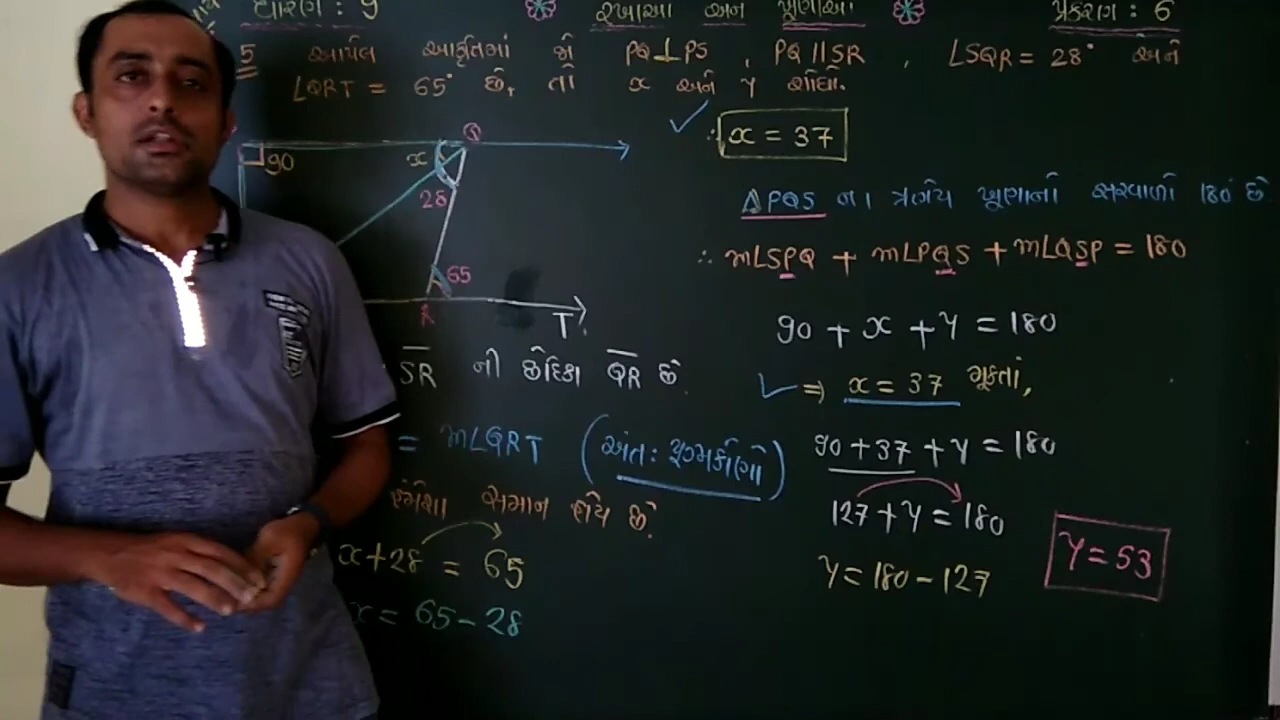 ધોરણ : 9
રેખાઓ અને ખૂણાઓ
પ્રકરણ : 6
5 આપેલ આકૃતિમાં જો PQ⊥PS , PQ || SR , ∠SQR = 28° અને
∠QRT = 65° છે, તો x અને y શોધો.
∴ x = 37
90
x
Q
28
65
R
T
△PQS ના ત્રણેય ખૂણાનો સરવાળો 180 છે
∴ m∠SPQ + m∠PQS + m∠QSP = 180
90 + x + y = 180
⇒ x = 37 મૂકતાં,
90 + 37 + y = 180
127 + y = 180
y = 180 - 127
y = 53
SR ની છેદિકા QR છે
= m∠QRT (અંતઃ યુગ્મકોણો)
હંમેશા સમાન હોય છે.
x + 28 = 65
x = 65 - 28